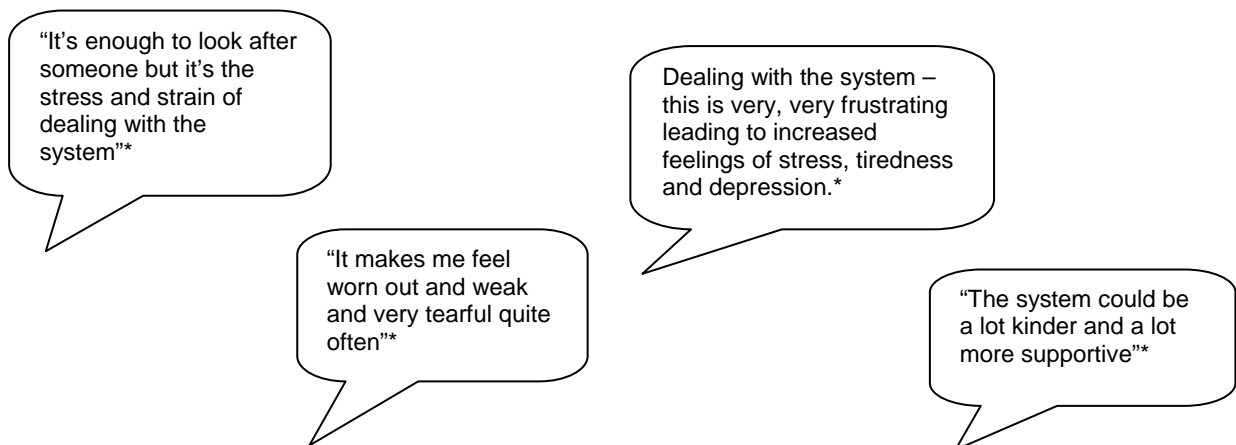 “It's enough to look after
someone but it's the
stress and strain of
dealing with the
system”*
Dealing with the system –
this is very, very frustrating
leading to increased
feelings of stress, tiredness
and depression.*
“It makes me feel
worn out and weak
and very tearful quite
often”*
“The system could be
a lot kinder and a lot
more supportive”*